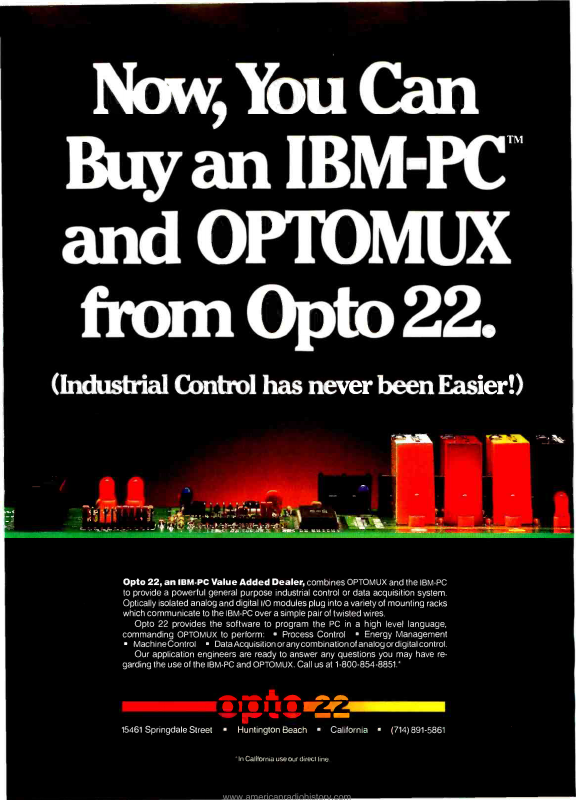 Now, You Can
Buy an IBM-PC™
and OPTOMUX
from Opto 22.
(Industrial Control has never been Easier!)
Opto 22, an IBM-PC Value Added Dealer, combines OPTOMUX and the IBM-PC
to provide a powerful general purpose industrial control or data acquisition system.
Optically isolated analog and digital I/O modules plug into a variety of mounting racks
which communicate to the IBM-PC over a simple pair of twisted wires.
Opto 22 provides the software to program the PC in a high level language,
commanding OPTOMUX to perform: ▪ Process Control ▪ Energy Management
▪ Machine Control ▪ Data Acquisition or any combination of analog or digital control.
Our application engineers are ready to answer any questions you may have re-
garding the use of the IBM-PC and OPTOMUX. Call us at 1-800-854-8851.*
opto 22
15461 Springdale Street ▪ Huntington Beach ▪ California ▪ (714) 891-5861
*In California use our direct line.
www.americanradiohistory.com